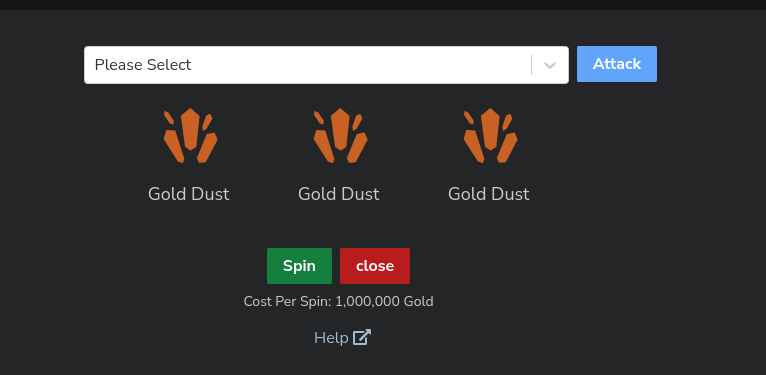 Please Select
Attack
Gold Dust Gold Dust Gold Dust
Spin close
Cost Per Spin: 1,000,000 Gold
Help